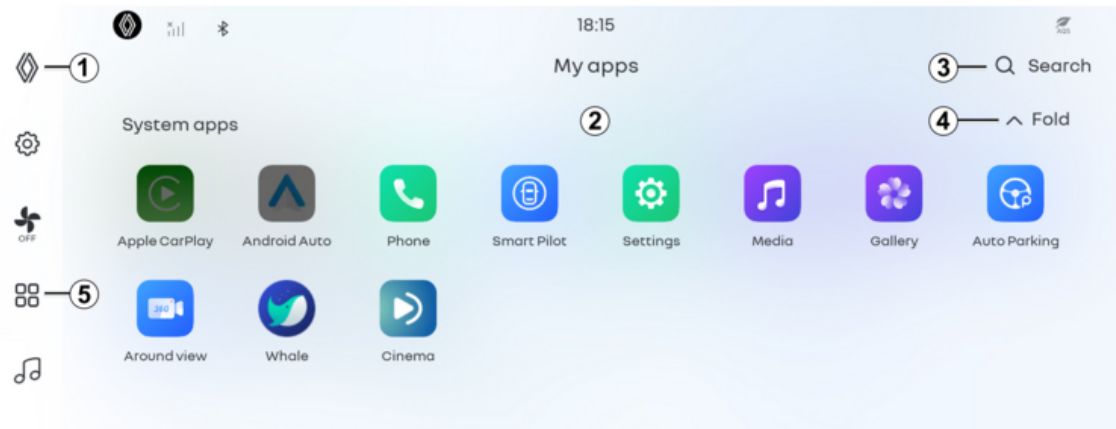 18:15
AQS
1
My apps
3 Search
System apps
2
4 Fold
OFF
Apple CarPlay Android Auto Phone Smart Pilot Settings Media Gallery Auto Parking
5
360
Around view Whale Cinema